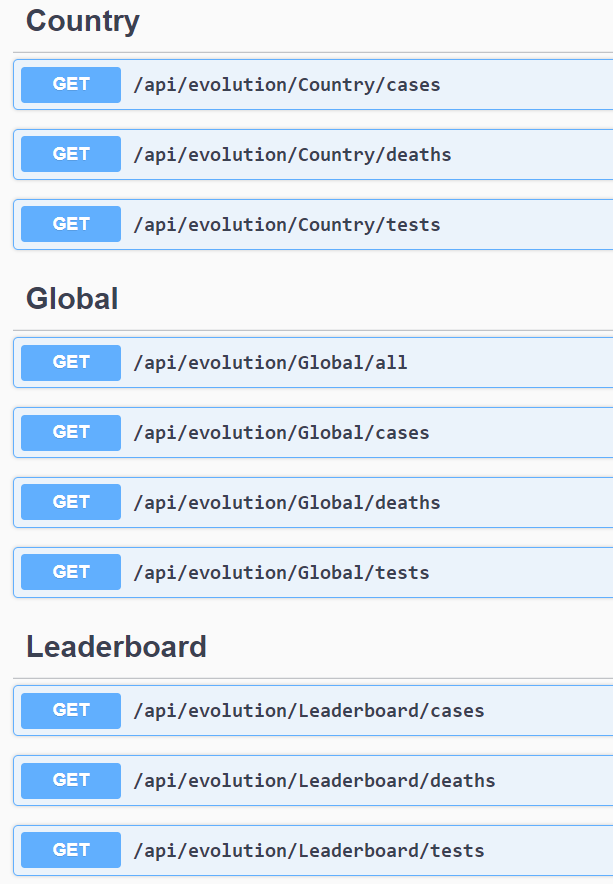 Country
GET /api/evolution/Country/cases
GET /api/evolution/Country/deaths
GET /api/evolution/Country/tests
Global
GET /api/evolution/Global/all
GET /api/evolution/Global/cases
GET /api/evolution/Global/deaths
GET /api/evolution/Global/tests
Leaderboard
GET /api/evolution/Leaderboard/cases
GET /api/evolution/Leaderboard/deaths
GET /api/evolution/Leaderboard/tests